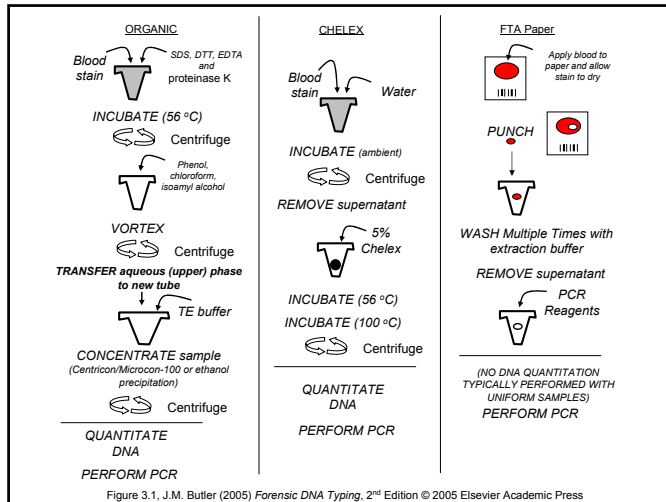 ORGANIC
Blood
stain
SDS, DTT, EDTA
and
proteinase K
INCUBATE (56 °C)
Centrifuge
Phenol,
chloroform,
isoamyl alcohol
VORTEX
Centrifuge
TRANSFER aqueous (upper) phase
to new tube
TE buffer
CONCENTRATE sample
(Centricon/Microcon-100 or ethanol
precipitation)
Centrifuge
QUANTITATE
DNA
PERFORM PCR
CHELEX
Blood
stain
Water
INCUBATE (ambient)
Centrifuge
REMOVE supernatant
5%
Chelex
INCUBATE (56 °C)
INCUBATE (100 °C)
Centrifuge
QUANTITATE
DNA
PERFORM PCR
FTA Paper
Apply blood to
paper and allow
stain to dry
PUNCH
WASH Multiple Times with
extraction buffer
REMOVE supernatant
PCR
Reagents
(NO DNA QUANTITATION
TYPICALLY PERFORMED WITH
UNIFORM SAMPLES)
PERFORM PCR
Figure 3.1, J.M. Butler (2005) Forensic DNA Typing, 2nd Edition © 2005 Elsevier Academic Press